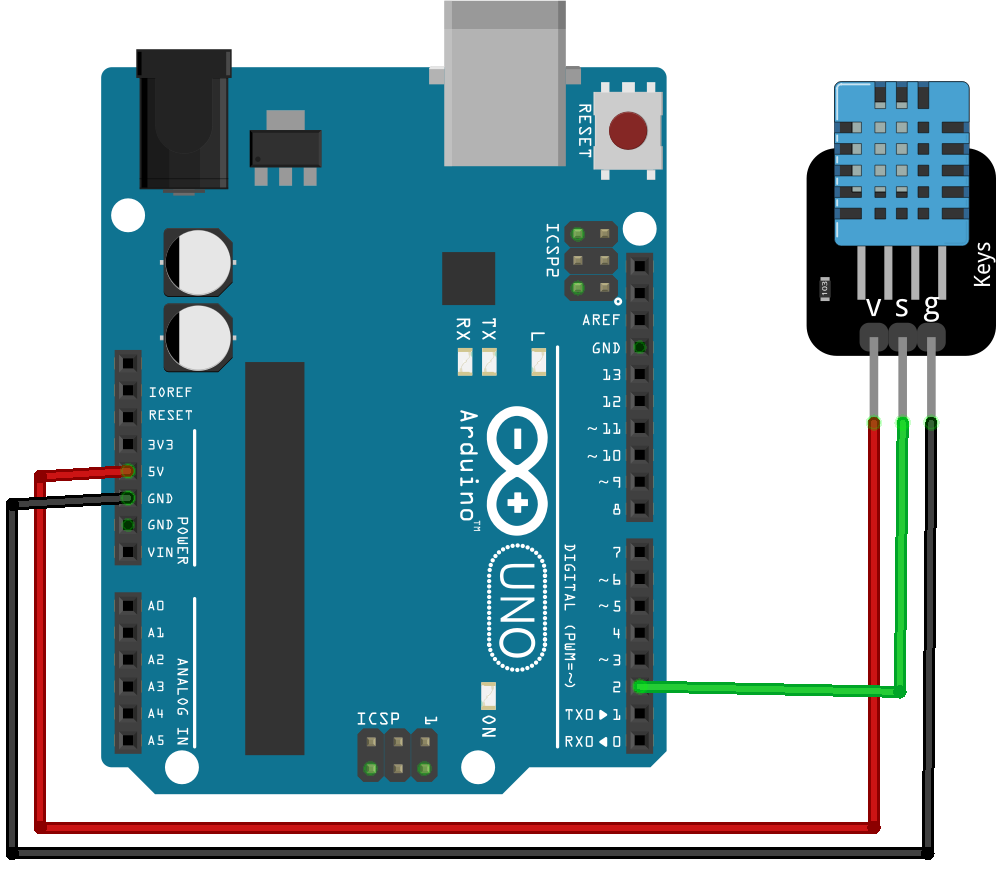 RESET
ICSP2
AREF
GND
13
12
~11
~10
~9
8
7
~6
~5
4
~3
2
TX0▶1
RX0◀0
DIGITAL (PWM=~)
RX
TX
L
Arduino™
UNO
ON
ICSP
1
IOREF
RESET
3V3
5V
GND
GND
VIN
POWER
A0
A1
A2
A3
A4
A5
ANALOG IN
Keys
103
v s g